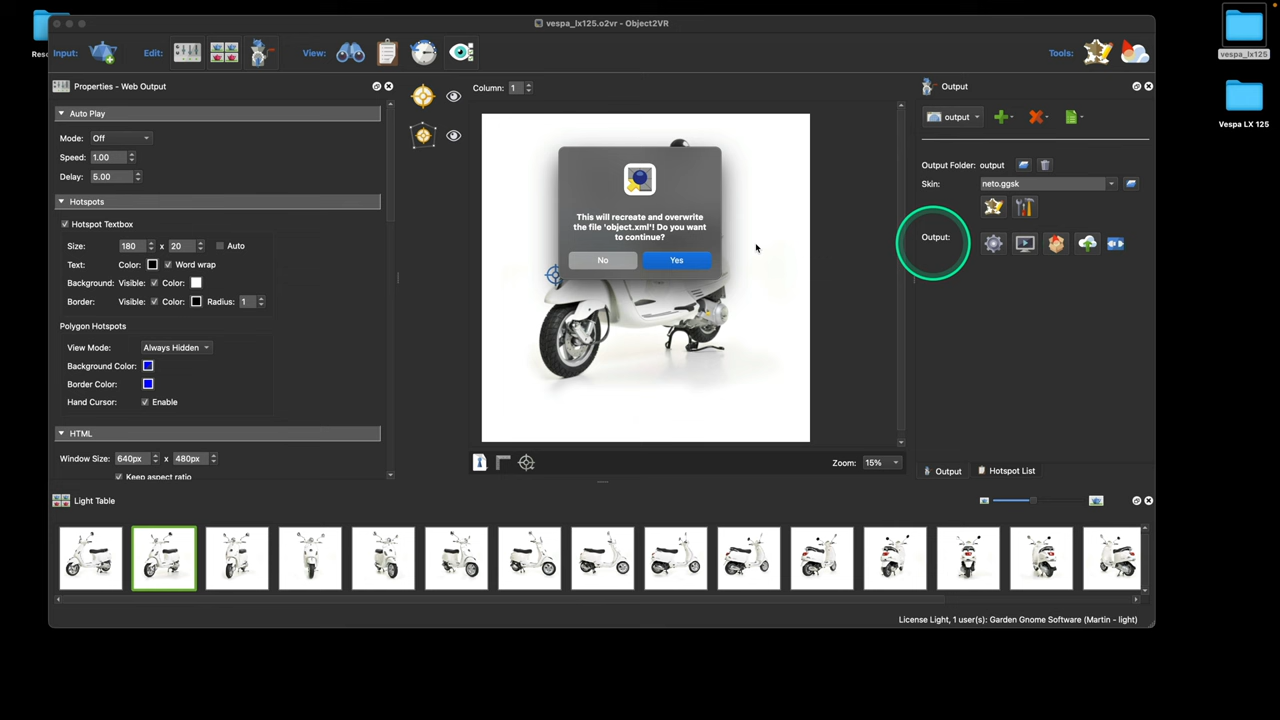 vespa_lx125.o2vr - Object2VR
Input:
Edit:
View:
Tools:
vespa_lx125
Vespa LX 125
Properties - Web Output
Auto Play
Mode: Off
Speed: 1.00
Delay: 5.00
Hotspots
Hotspot Textbox
Size: 180 x 20 Auto
Text: Color: Word wrap
Background: Visible: Color:
Border: Visible: Color: Radius: 1
Polygon Hotspots
View Mode: Always Hidden
Background Color:
Border Color:
Hand Cursor: Enable
HTML
Window Size: 640px x 480px
Keep aspect ratio
Column: 1
This will recreate and overwrite
the file 'object.xml'! Do you want
to continue?
No Yes
Zoom: 15%
Output
output
Output Folder: output
Skin: neto.ggsk
Output:
Output Hotspot List
Light Table
License Light, 1 user(s): Garden Gnome Software (Martin - light)